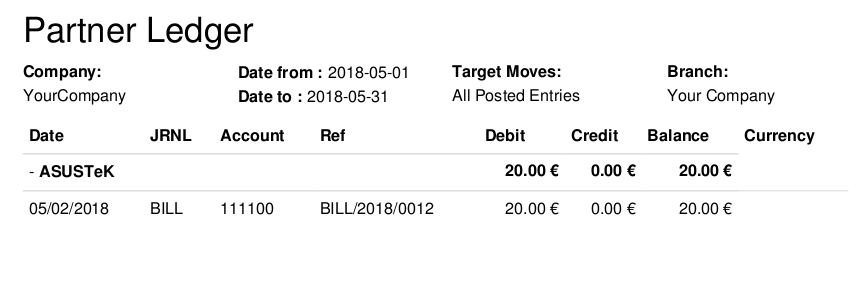 Partner Ledger
Company: Date from : 2018-05-01 Target Moves: Branch:
YourCompany Date to : 2018-05-31 All Posted Entries Your Company
Date JRNL Account Ref Debit Credit Balance Currency
- ASUSTeK 20.00 € 0.00 € 20.00 €
05/02/2018 BILL 111100 BILL/2018/0012 20.00 € 0.00 € 20.00 €